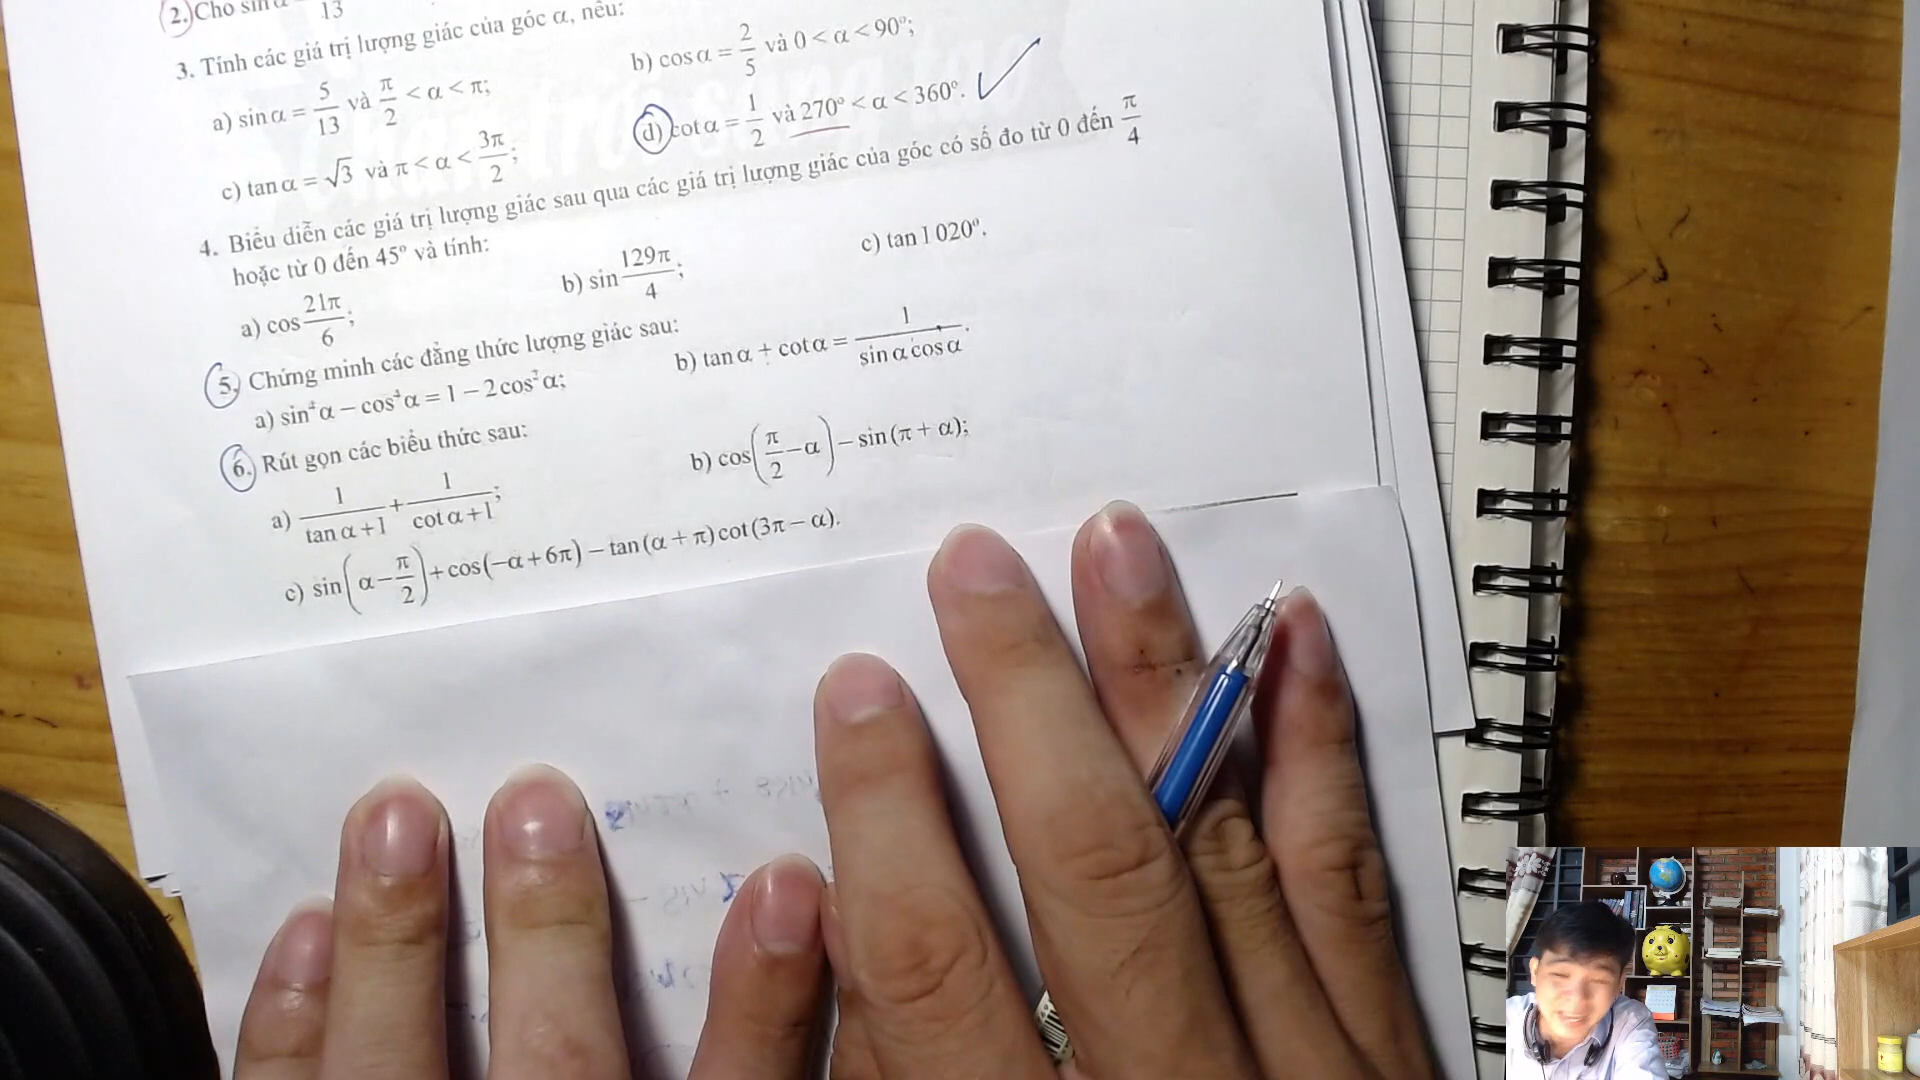 2. Cho sin α 13
3. Tính các giá trị lượng giác của góc α, nếu:
a) sin α = 5/13 và π/2 < α < π;
b) cos α = 2/5 và 0 < α < 90°;
c) tan α = √3 và π < α < 3π/2;
d) cot α = 1/2 và 270° < α < 360°.
4. Biểu diễn các giá trị lượng giác sau qua các giá trị lượng giác của góc có số đo từ 0 đến π/4
hoặc từ 0 đến 45° và tính:
a) cos 21π/6;
b) sin 129π/4;
c) tan 1 020°.
5. Chứng minh các đẳng thức lượng giác sau:
a) sin⁴α − cos⁴α = 1 − 2cos²α;
b) tan α + cot α = 1/(sin α cos α).
6. Rút gọn các biểu thức sau:
a) 1/(tan α + 1) + 1/(cot α + 1);
b) cos(π/2 − α) − sin(π + α);
c) sin(α − π/2) + cos(−α + 6π) − tan(α + π)cot(3π − α).